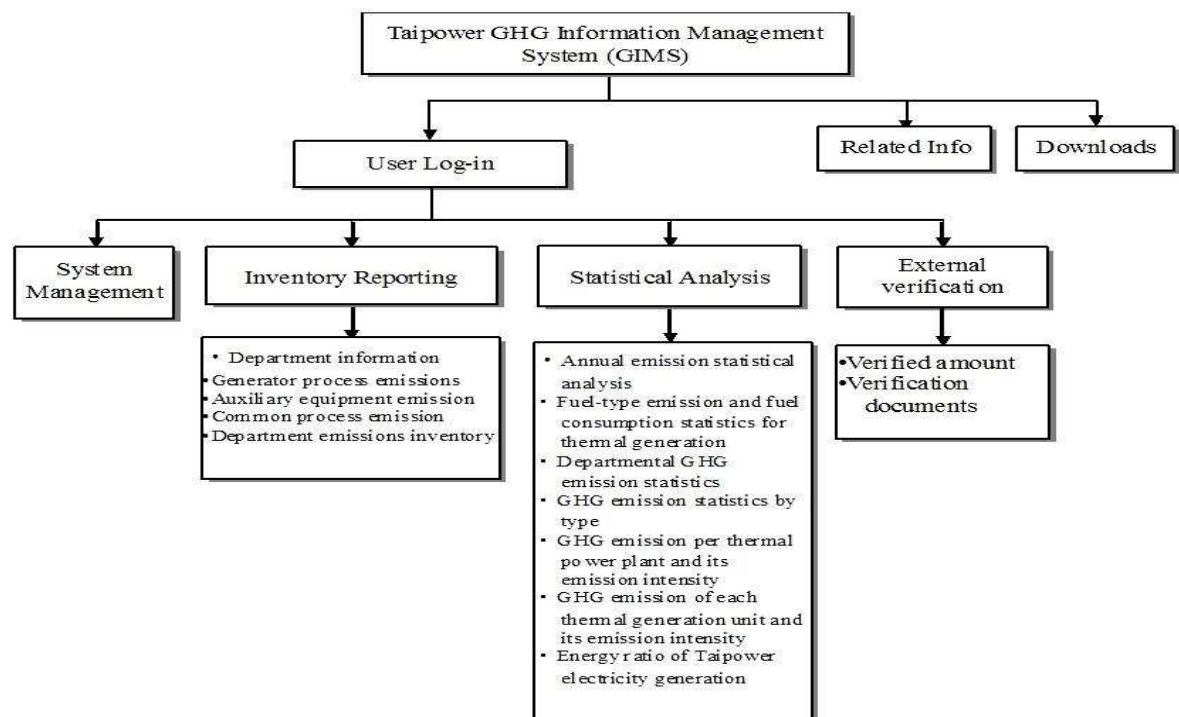 Taipower GHG Information Management
System (GIMS)
User Log-in
Related Info
Downloads
System
Management
Inventory Reporting
Statistical Analysis
External
verification
• Department information
•Generator process emissions
•Auxiliary equipment emission
•Common process emission
•Department emissions inventory
• Annual emission statistical
analysis
• Fuel-type emission and fuel
consumption statistics for
thermal generation
• Departmental GHG
emission statistics
• GHG emission statistics by
type
• GHG emission per thermal
power plant and its
emission intensity
• GHG emission of each
thermal generation unit and
its emission intensity
• Energy ratio of Taipower
electricity generation
•Verified amount
•Verification
documents